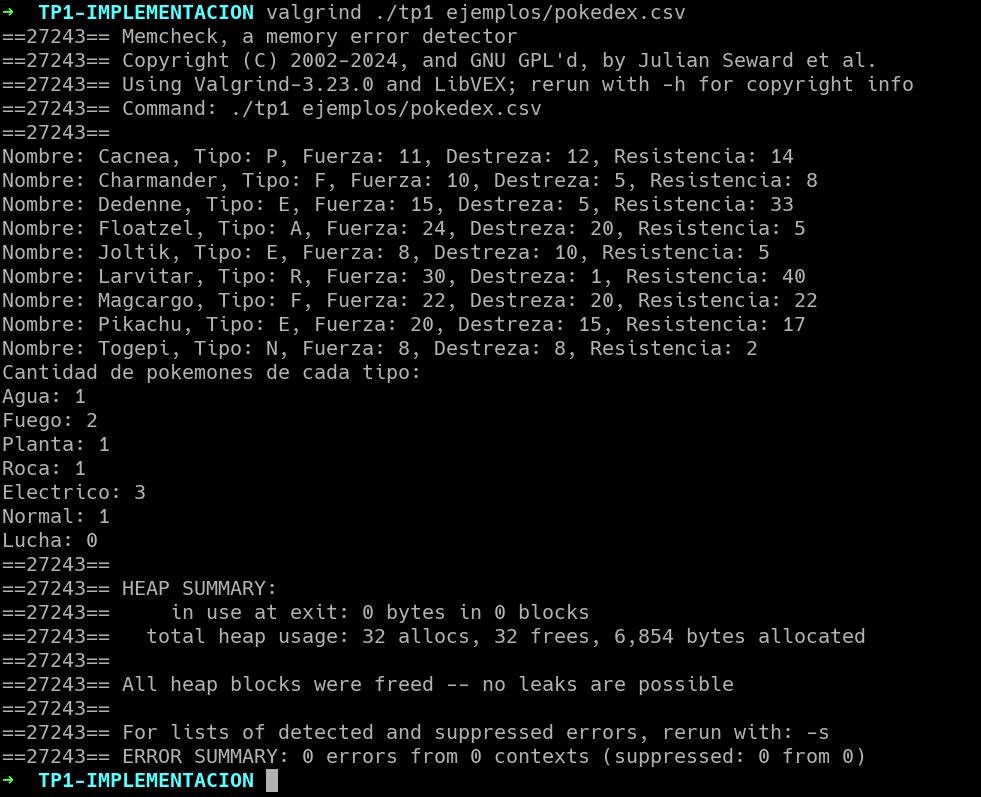 →  TP1-IMPLEMENTACION valgrind ./tp1 ejemplos/pokedex.csv
==27243== Memcheck, a memory error detector
==27243== Copyright (C) 2002-2024, and GNU GPL'd, by Julian Seward et al.
==27243== Using Valgrind-3.23.0 and LibVEX; rerun with -h for copyright info
==27243== Command: ./tp1 ejemplos/pokedex.csv
==27243==
Nombre: Cacnea, Tipo: P, Fuerza: 11, Destreza: 12, Resistencia: 14
Nombre: Charmander, Tipo: F, Fuerza: 10, Destreza: 5, Resistencia: 8
Nombre: Dedenne, Tipo: E, Fuerza: 15, Destreza: 5, Resistencia: 33
Nombre: Floatzel, Tipo: A, Fuerza: 24, Destreza: 20, Resistencia: 5
Nombre: Joltik, Tipo: E, Fuerza: 8, Destreza: 10, Resistencia: 5
Nombre: Larvitar, Tipo: R, Fuerza: 30, Destreza: 1, Resistencia: 40
Nombre: Magcargo, Tipo: F, Fuerza: 22, Destreza: 20, Resistencia: 22
Nombre: Pikachu, Tipo: E, Fuerza: 20, Destreza: 15, Resistencia: 17
Nombre: Togepi, Tipo: N, Fuerza: 8, Destreza: 8, Resistencia: 2
Cantidad de pokemones de cada tipo:
Agua: 1
Fuego: 2
Planta: 1
Roca: 1
Electrico: 3
Normal: 1
Lucha: 0
==27243==
==27243== HEAP SUMMARY:
==27243==     in use at exit: 0 bytes in 0 blocks
==27243==   total heap usage: 32 allocs, 32 frees, 6,854 bytes allocated
==27243==
==27243== All heap blocks were freed -- no leaks are possible
==27243==
==27243== For lists of detected and suppressed errors, rerun with: -s
==27243== ERROR SUMMARY: 0 errors from 0 contexts (suppressed: 0 from 0)
→  TP1-IMPLEMENTACION